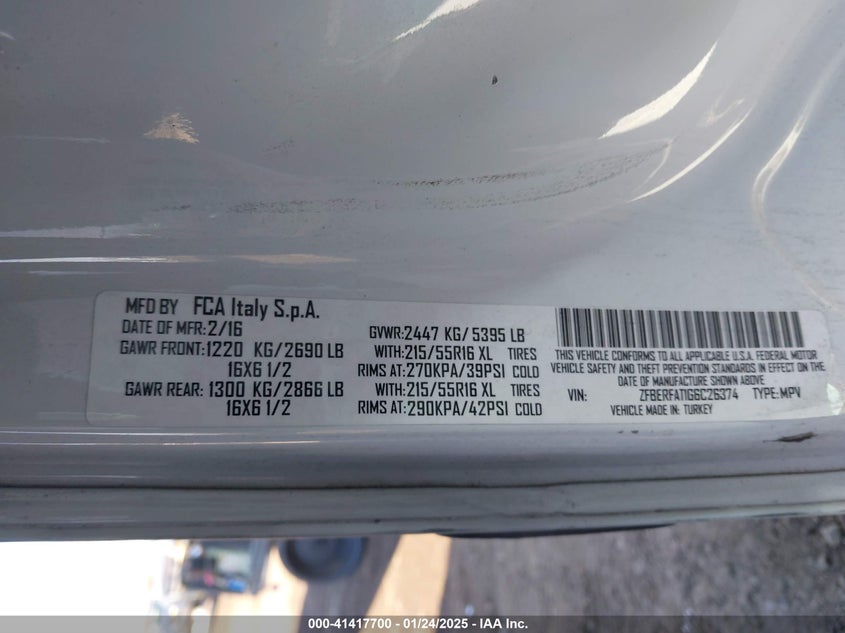 MFD BY FCA Italy S.p.A.
DATE OF MFR: 2/16
GVWR: 2447 KG/5395 LB
GAWR FRONT: 1220 KG/2690 LB WITH: 215/55R16 XL TIRES
16X6 1/2 RIMS AT: 270KPA/39PSI COLD
GAWR REAR: 1300 KG/2866 LB WITH: 215/55R16 XL TIRES
16X6 1/2 RIMS AT: 290KPA/42PSI COLD
THIS VEHICLE CONFORMS TO ALL APPLICABLE U.S.A. FEDERAL MOTOR
VEHICLE SAFETY AND THEFT PREVENTION STANDARDS IN EFFECT ON THE
DATE OF MANUFACTURE SHOWN ABOVE.
VIN: ZFBERFAT1G6C26374 TYPE: MPV
VEHICLE MADE IN: TURKEY
000-41417700 - 01/24/2025 - IAA Inc.